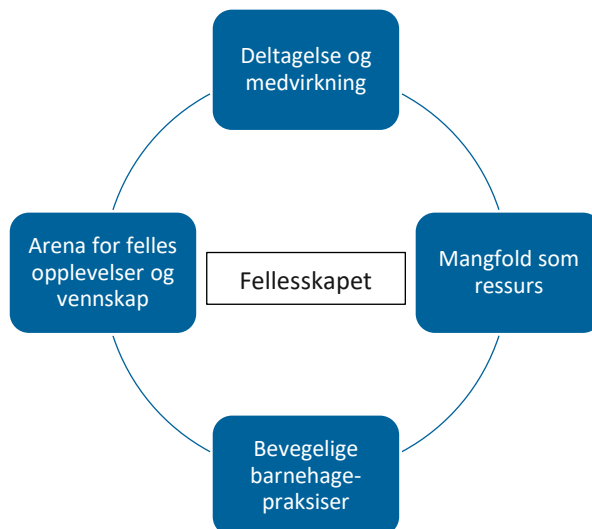 Deltagelse og
medvirkning
Arena for felles
opplevelser og
vennskap
Fellesskapet
Mangfold som
ressurs
Bevegelige
barnehage-
praksiser